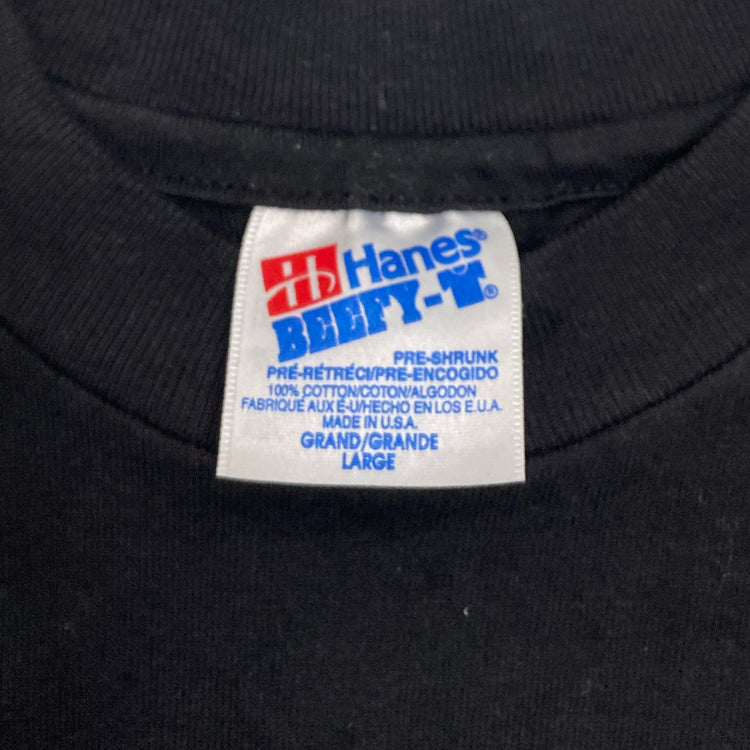 Hanes®
BEEFY-T®
PRE-SHRUNK
PRÉ-RÉTRÉCI/PRE-ENCOGIDO
100% COTTON/COTON/ALGODON
FABRIQUÉ AUX É-U/HECHO EN LOS E.U.A.
MADE IN U.S.A.
GRAND/GRANDE
LARGE